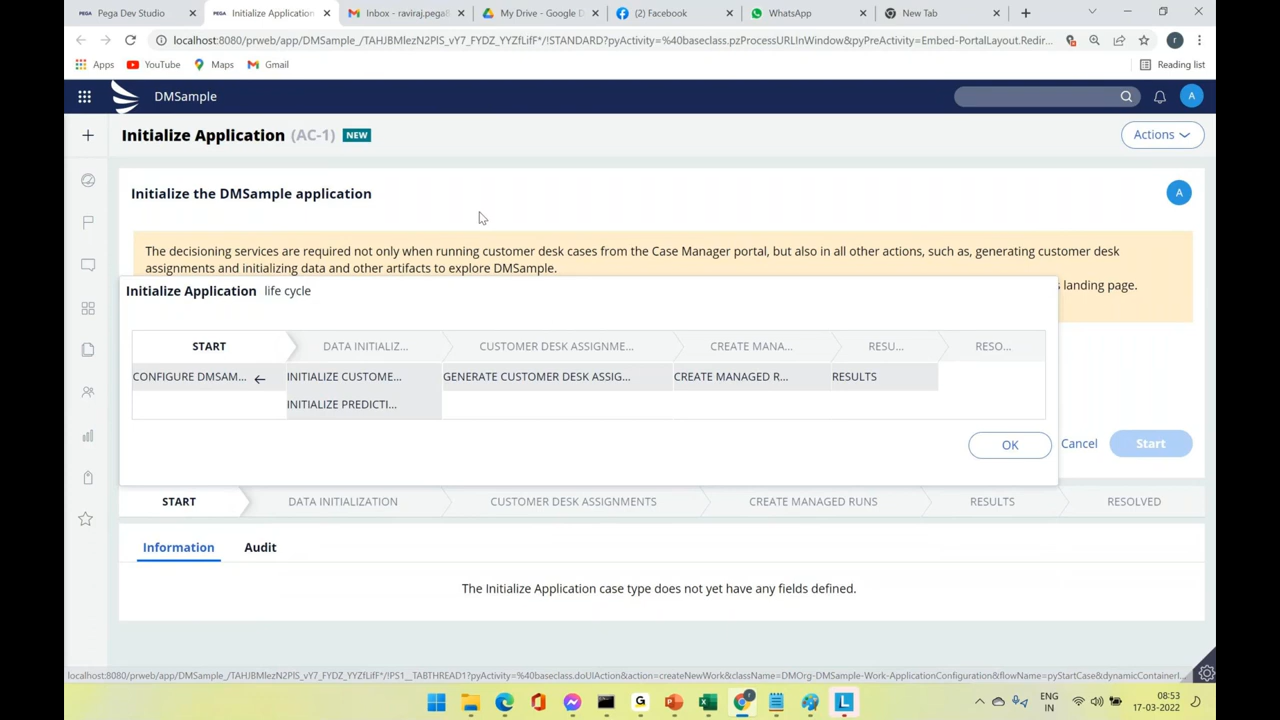 PEGA Pega Dev Studio
PEGA Initialize Application
Inbox - raviraj.pega8
My Drive - Google D
(2) Facebook
WhatsApp
New Tab
localhost:8080/prweb/app/DMSample_/TAHJBMlezN2PlS_vY7_FYDZ_YYZfLifF*/!STANDARD?pyActivity=%40baseclass.pzProcessURLInWindow&pyPreActivity=Embed-PortalLayout.Redir...
r
Apps YouTube Maps Gmail Reading list
DMSample
A
Initialize Application (AC-1) NEW
Actions
Initialize the DMSample application
A
The decisioning services are required not only when running customer desk cases from the Case Manager portal, but also in all other actions, such as, generating customer desk
assignments and initializing data and other artifacts to explore DMSample.
s landing page.
Initialize Application life cycle
START DATA INITIALIZ... CUSTOMER DESK ASSIGNME... CREATE MANA... RESU... RESO...
CONFIGURE DMSAM... INITIALIZE CUSTOME... GENERATE CUSTOMER DESK ASSIG... CREATE MANAGED R... RESULTS
INITIALIZE PREDICTI...
OK
Cancel
Start
START DATA INITIALIZATION CUSTOMER DESK ASSIGNMENTS CREATE MANAGED RUNS RESULTS RESOLVED
Information Audit
The Initialize Application case type does not yet have any fields defined.
localhost:8080/prweb/app/DMSample_/TAHJBMlezN2PlS_vY7_FYDZ_YYZfLifF*/!PS1__TABTHREAD1?pyActivity=%40baseclass.doUIAction&action=createNewWork&className=DMOrg-DMSample-Work-ApplicationConfiguration&flowName=pyStartCase&dynamicContainerI...
ENG
IN
08:53
17-03-2022